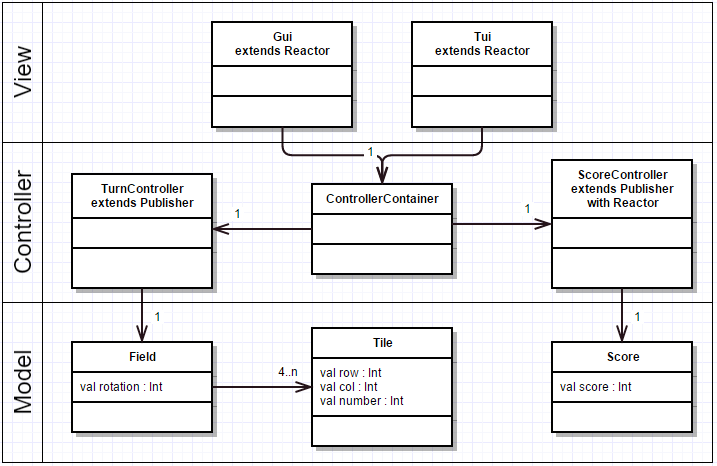 View
Gui
extends Reactor
Tui
extends Reactor
1
Controller
TurnController
extends Publisher
1
ControllerContainer
1
ScoreController
extends Publisher
with Reactor
1
1
Model
Field
val rotation : Int
4..n
Tile
val row : Int
val col : Int
val number : Int
Score
val score : Int